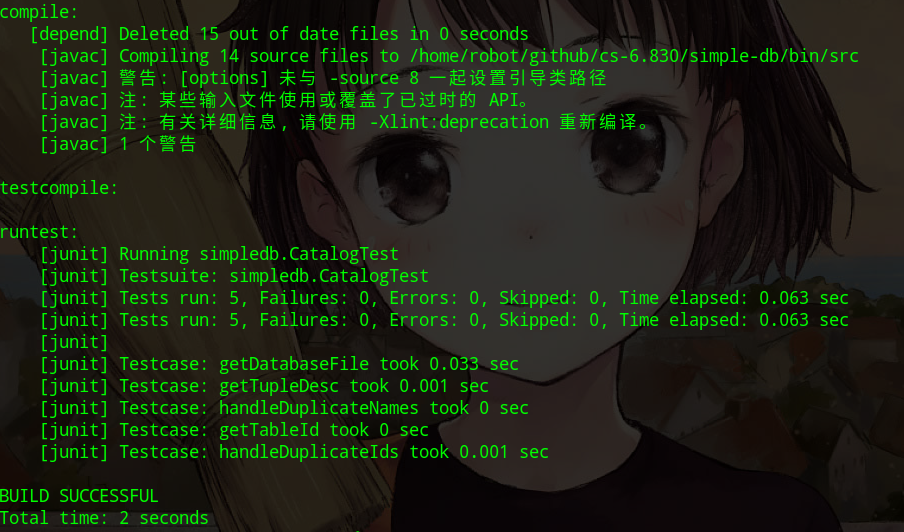 compile:
[depend] Deleted 15 out of date files in 0 seconds
[javac] Compiling 14 source files to /home/robot/github/cs-6.830/simple-db/bin/src
[javac] 警告: [options] 未与 -source 8 一起设置引导类路径
[javac] 注: 某些输入文件使用或覆盖了已过时的 API。
[javac] 注: 有关详细信息, 请使用 -Xlint:deprecation 重新编译。
[javac] 1 个警告
testcompile:
runtest:
[junit] Running simpledb.CatalogTest
[junit] Testsuite: simpledb.CatalogTest
[junit] Tests run: 5, Failures: 0, Errors: 0, Skipped: 0, Time elapsed: 0.063 sec
[junit] Tests run: 5, Failures: 0, Errors: 0, Skipped: 0, Time elapsed: 0.063 sec
[junit]
[junit] Testcase: getDatabaseFile took 0.033 sec
[junit] Testcase: getTupleDesc took 0.001 sec
[junit] Testcase: handleDuplicateNames took 0 sec
[junit] Testcase: getTableId took 0 sec
[junit] Testcase: handleDuplicateIds took 0.001 sec
BUILD SUCCESSFUL
Total time: 2 seconds